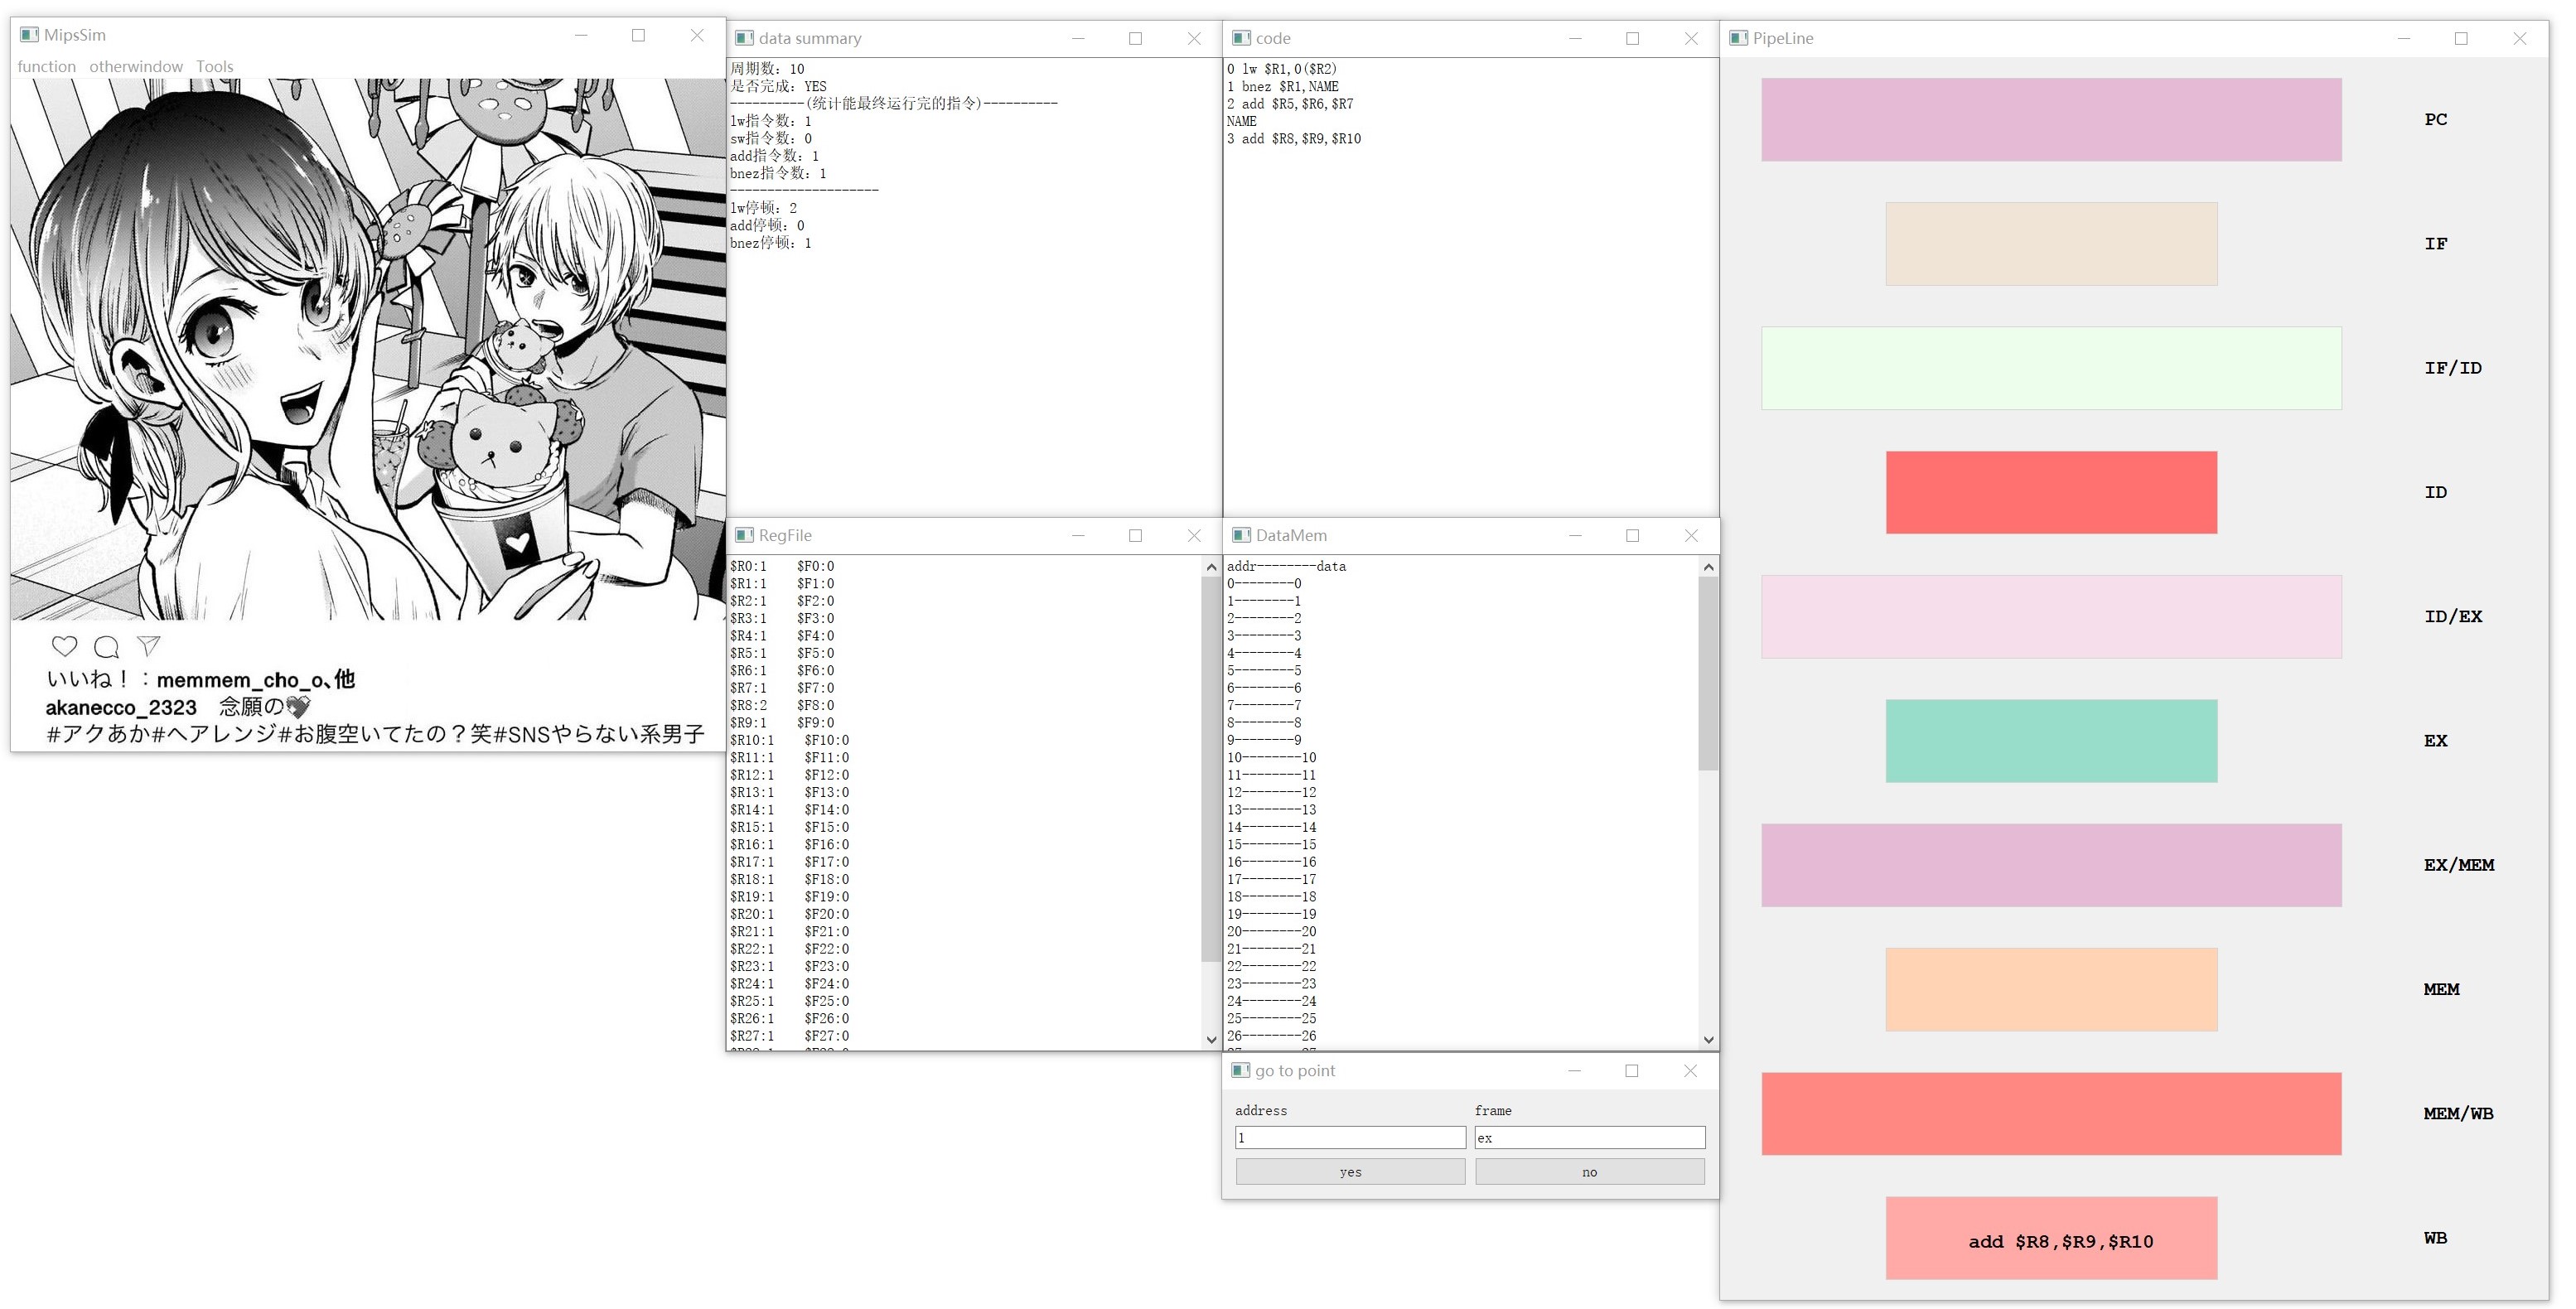 MipsSim
function otherwindow Tools
いいね！：memmem_cho_o、他
akanecco_2323 念願の
#アクあか#ヘアレンジ#お腹空いてたの？笑#SNSやらない系男子
data summary
周期数：10
是否完成：YES
----------(统计能最终运行完的指令)----------
lw指令数：1
sw指令数：0
add指令数：1
bnez指令数：1
--------------------
lw停顿：2
add停顿：0
bnez停顿：1
code
0 lw $R1,0($R2)
1 bnez $R1,NAME
2 add $R5,$R6,$R7
NAME
3 add $R8,$R9,$R10
RegFile
$R0:1 $F0:0
$R1:1 $F1:0
$R2:1 $F2:0
$R3:1 $F3:0
$R4:1 $F4:0
$R5:1 $F5:0
$R6:1 $F6:0
$R7:1 $F7:0
$R8:2 $F8:0
$R9:1 $F9:0
$R10:1 $F10:0
$R11:1 $F11:0
$R12:1 $F12:0
$R13:1 $F13:0
$R14:1 $F14:0
$R15:1 $F15:0
$R16:1 $F16:0
$R17:1 $F17:0
$R18:1 $F18:0
$R19:1 $F19:0
$R20:1 $F20:0
$R21:1 $F21:0
$R22:1 $F22:0
$R23:1 $F23:0
$R24:1 $F24:0
$R25:1 $F25:0
$R26:1 $F26:0
$R27:1 $F27:0
DataMem
addr--------data
0--------0
1--------1
2--------2
3--------3
4--------4
5--------5
6--------6
7--------7
8--------8
9--------9
10--------10
11--------11
12--------12
13--------13
14--------14
15--------15
16--------16
17--------17
18--------18
19--------19
20--------20
21--------21
22--------22
23--------23
24--------24
25--------25
26--------26
go to point
address frame
1 ex
yes no
PipeLine
PC
IF
IF/ID
ID
ID/EX
EX
EX/MEM
MEM
MEM/WB
add $R8,$R9,$R10 WB